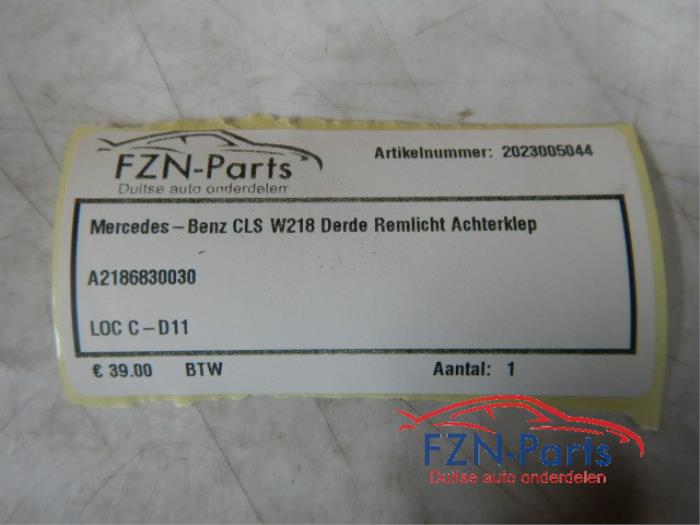 FZN-Parts
Duitse auto onderdelen
Artikelnummer: 2023005044
Mercedes-Benz CLS W218 Derde Remlicht Achterklep
A2186830030
LOC C-D11
€ 39.00 BTW Aantal: 1
FZN-Parts
Duitse auto onderdelen